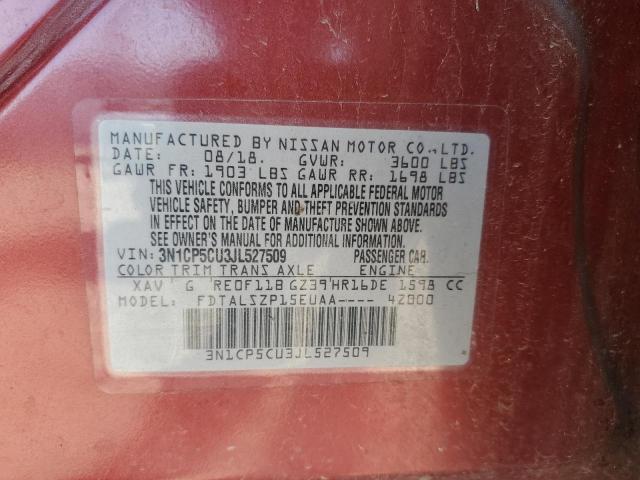 MANUFACTURED BY NISSAN MOTOR CO.,LTD.
DATE: 08/18. GVWR: 3600 LBS
GAWR FR: 1903 LBS GAWR RR: 1698 LBS
THIS VEHICLE CONFORMS TO ALL APPLICABLE FEDERAL MOTOR
VEHICLE SAFETY, BUMPER AND THEFT PREVENTION STANDARDS
IN EFFECT ON THE DATE OF MANUFACTURE SHOWN ABOVE.
SEE OWNER'S MANUAL FOR ADDITIONAL INFORMATION.
VIN: 3N1CP5CU3JL527509 PASSENGER CAR.
COLOR TRIM TRANS AXLE ENGINE
XAV G RE0F11B GZ39 HR16DE 1598 CC
MODEL: FDTALSZP15EUAA---- 42000
3N1CP5CU3JL527509